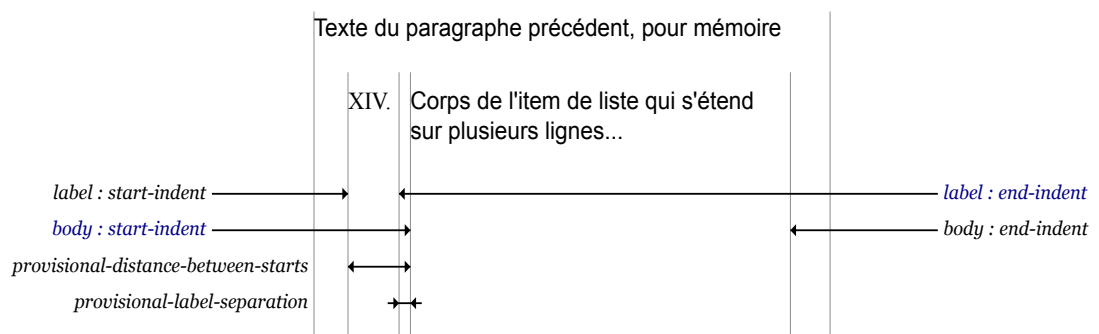 Texte du paragraphe précédent, pour mémoire
XIV. Corps de l'item de liste qui s'étend
sur plusieurs lignes...
label : start-indent label : end-indent
body : start-indent body : end-indent
provisional-distance-between-starts
provisional-label-separation